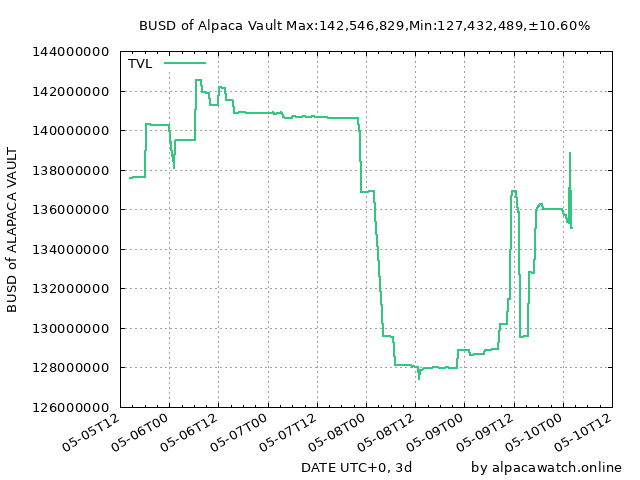 BUSD of Alpaca Vault Max:142,546,829,Min:127,432,489,±10.60%
TVL
BUSD of ALAPACA VAULT
144000000
142000000
140000000
138000000
136000000
134000000
132000000
130000000
128000000
126000000
05-05T12
05-06T00
05-06T12
05-07T00
05-07T12
05-08T00
05-08T12
05-09T00
05-09T12
05-10T00
05-10T12
DATE UTC+0, 3d
by alpacawatch.online